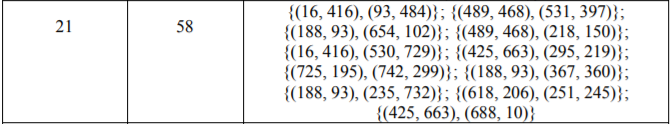 21
58
{(16, 416), (93, 484)}; {(489, 468), (531, 397)};
{(188, 93), (654, 102)}; {(489, 468), (218, 150)};
{(16, 416), (530, 729)}; {(425, 663), (295, 219)};
{(725, 195), (742, 299)}; {(188, 93), (367, 360)};
{(188, 93), (235, 732)}; {(618, 206), (251, 245)};
{(425, 663), (688, 10)}